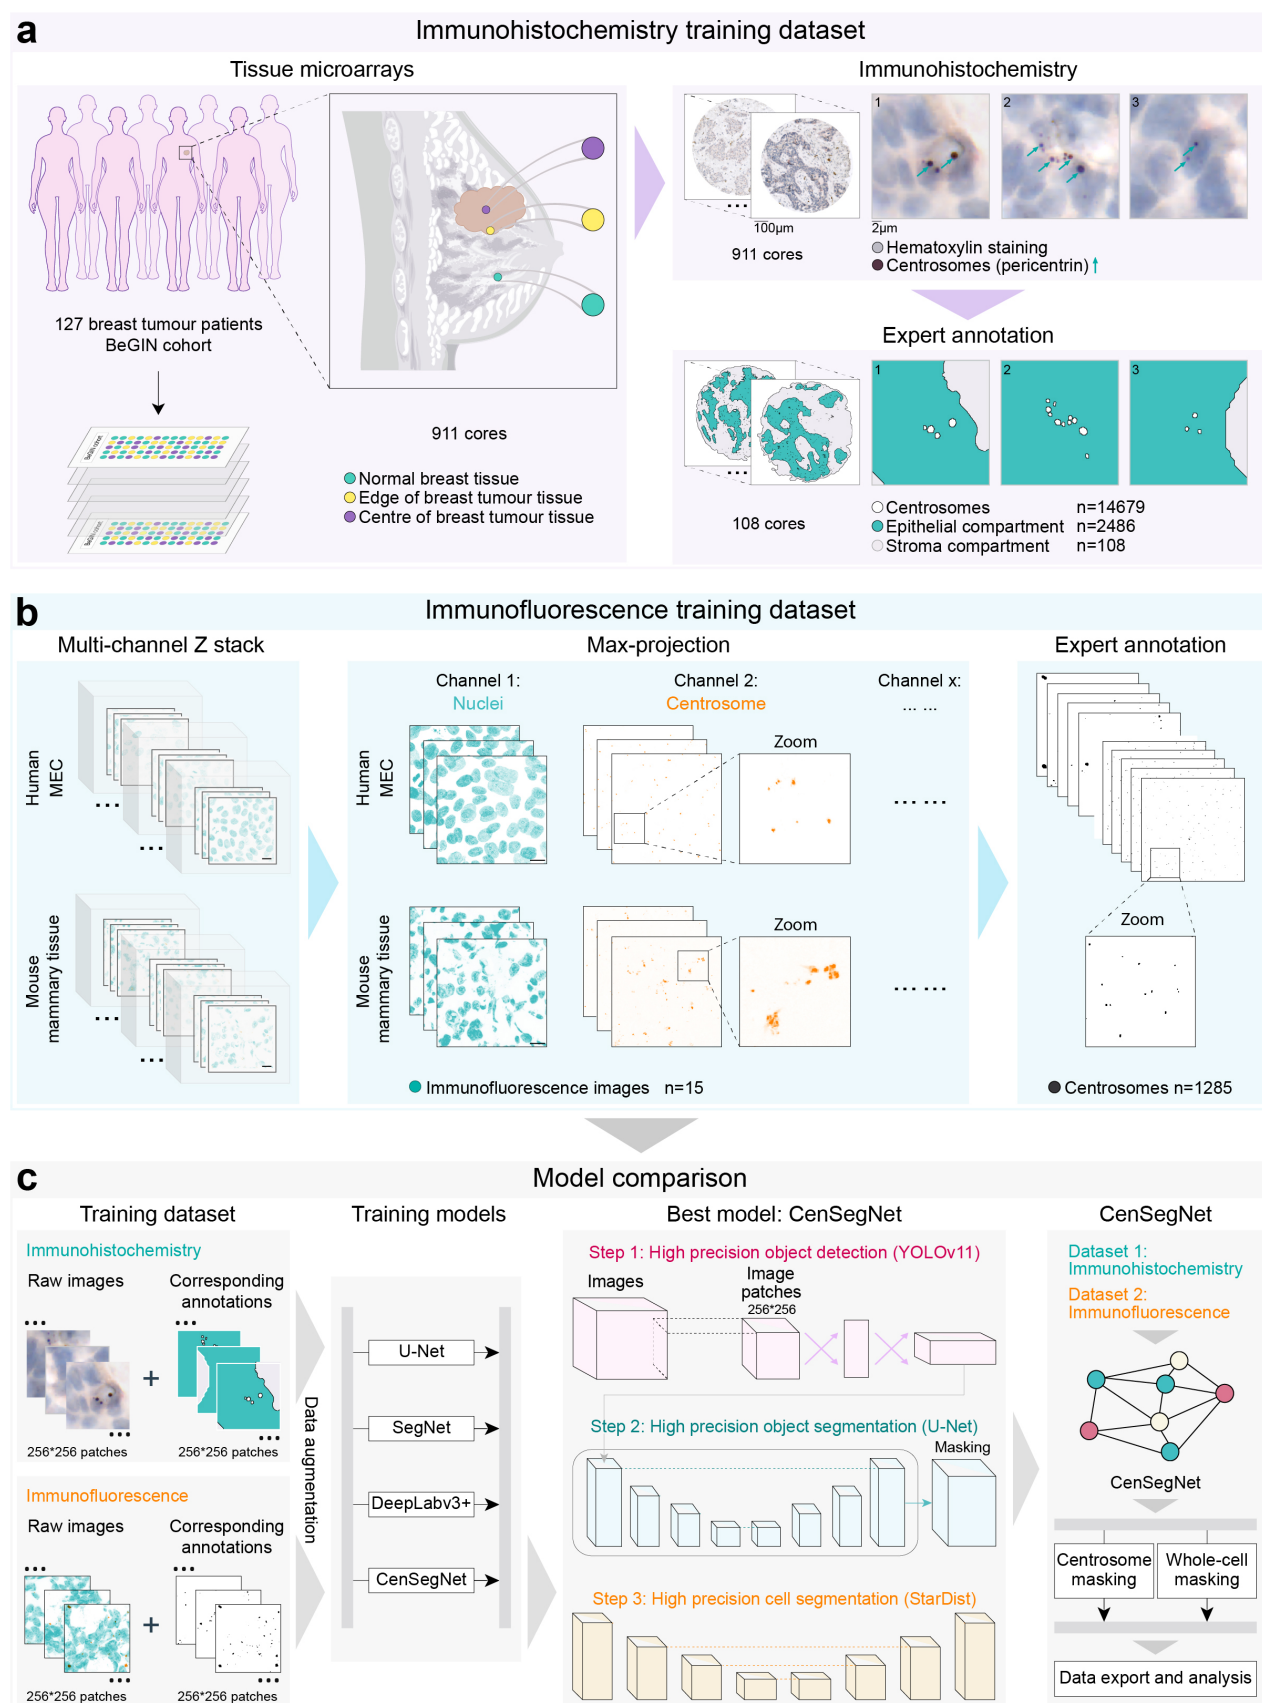 a
Immunohistochemistry training dataset
Tissue microarrays
127 breast tumour patients
BeGIN cohort
BeGIN cohort
BeGIN cohort
911 cores
Normal breast tissue
Edge of breast tumour tissue
Centre of breast tumour tissue
Immunohistochemistry
1
2
3
...
100µm
2µm
911 cores
Hematoxylin staining
Centrosomes (pericentrin)
Expert annotation
1
2
3
...
108 cores
Centrosomes n=14679
Epithelial compartment n=2486
Stroma compartment n=108
b
Immunofluorescence training dataset
Multi-channel Z stack
Human
MEC
...
...
Mouse
mammary tissue
...
...
Max-projection
Channel 1:
Nuclei
Channel 2:
Centrosome
Channel x:
... ...
Human
MEC
Zoom
... ...
Mouse
mammary tissue
Zoom
... ...
Immunofluorescence images n=15
Expert annotation
Zoom
Centrosomes n=1285
c
Model comparison
Training dataset
Immunohistochemistry
Raw images
Corresponding
annotations
...
...
+
...
...
256*256 patches
256*256 patches
Immunofluorescence
Raw images
Corresponding
annotations
...
...
+
...
...
256*256 patches
256*256 patches
Data augmentation
Training models
U-Net
SegNet
DeepLabv3+
CenSegNet
Best model: CenSegNet
Step 1: High precision object detection (YOLOv11)
Images
Image
patches
256*256
Step 2: High precision object segmentation (U-Net)
Masking
Step 3: High precision cell segmentation (StarDist)
CenSegNet
Dataset 1:
Immunohistochemistry
Dataset 2:
Immunofluorescence
CenSegNet
Centrosome
masking
Whole-cell
masking
Data export and analysis